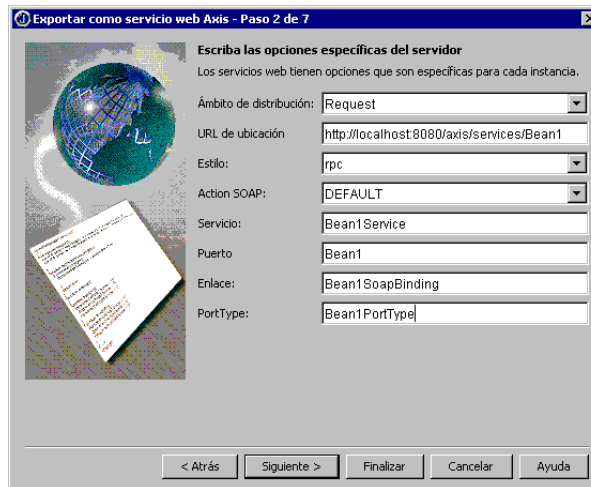 Exportar como servicio web Axis - Paso 2 de 7
Escriba las opciones específicas del servidor
Los servicios web tienen opciones que son específicas para cada instancia.
Ámbito de distribución: Request
URL de ubicación http://localhost:8080/axis/services/Bean1
Estilo: rpc
Action SOAP: DEFAULT
Servicio: Bean1Service
Puerto Bean1
Enlace: Bean1SoapBinding
PortType: Bean1PortType
< Atrás Siguiente > Finalizar Cancelar Ayuda